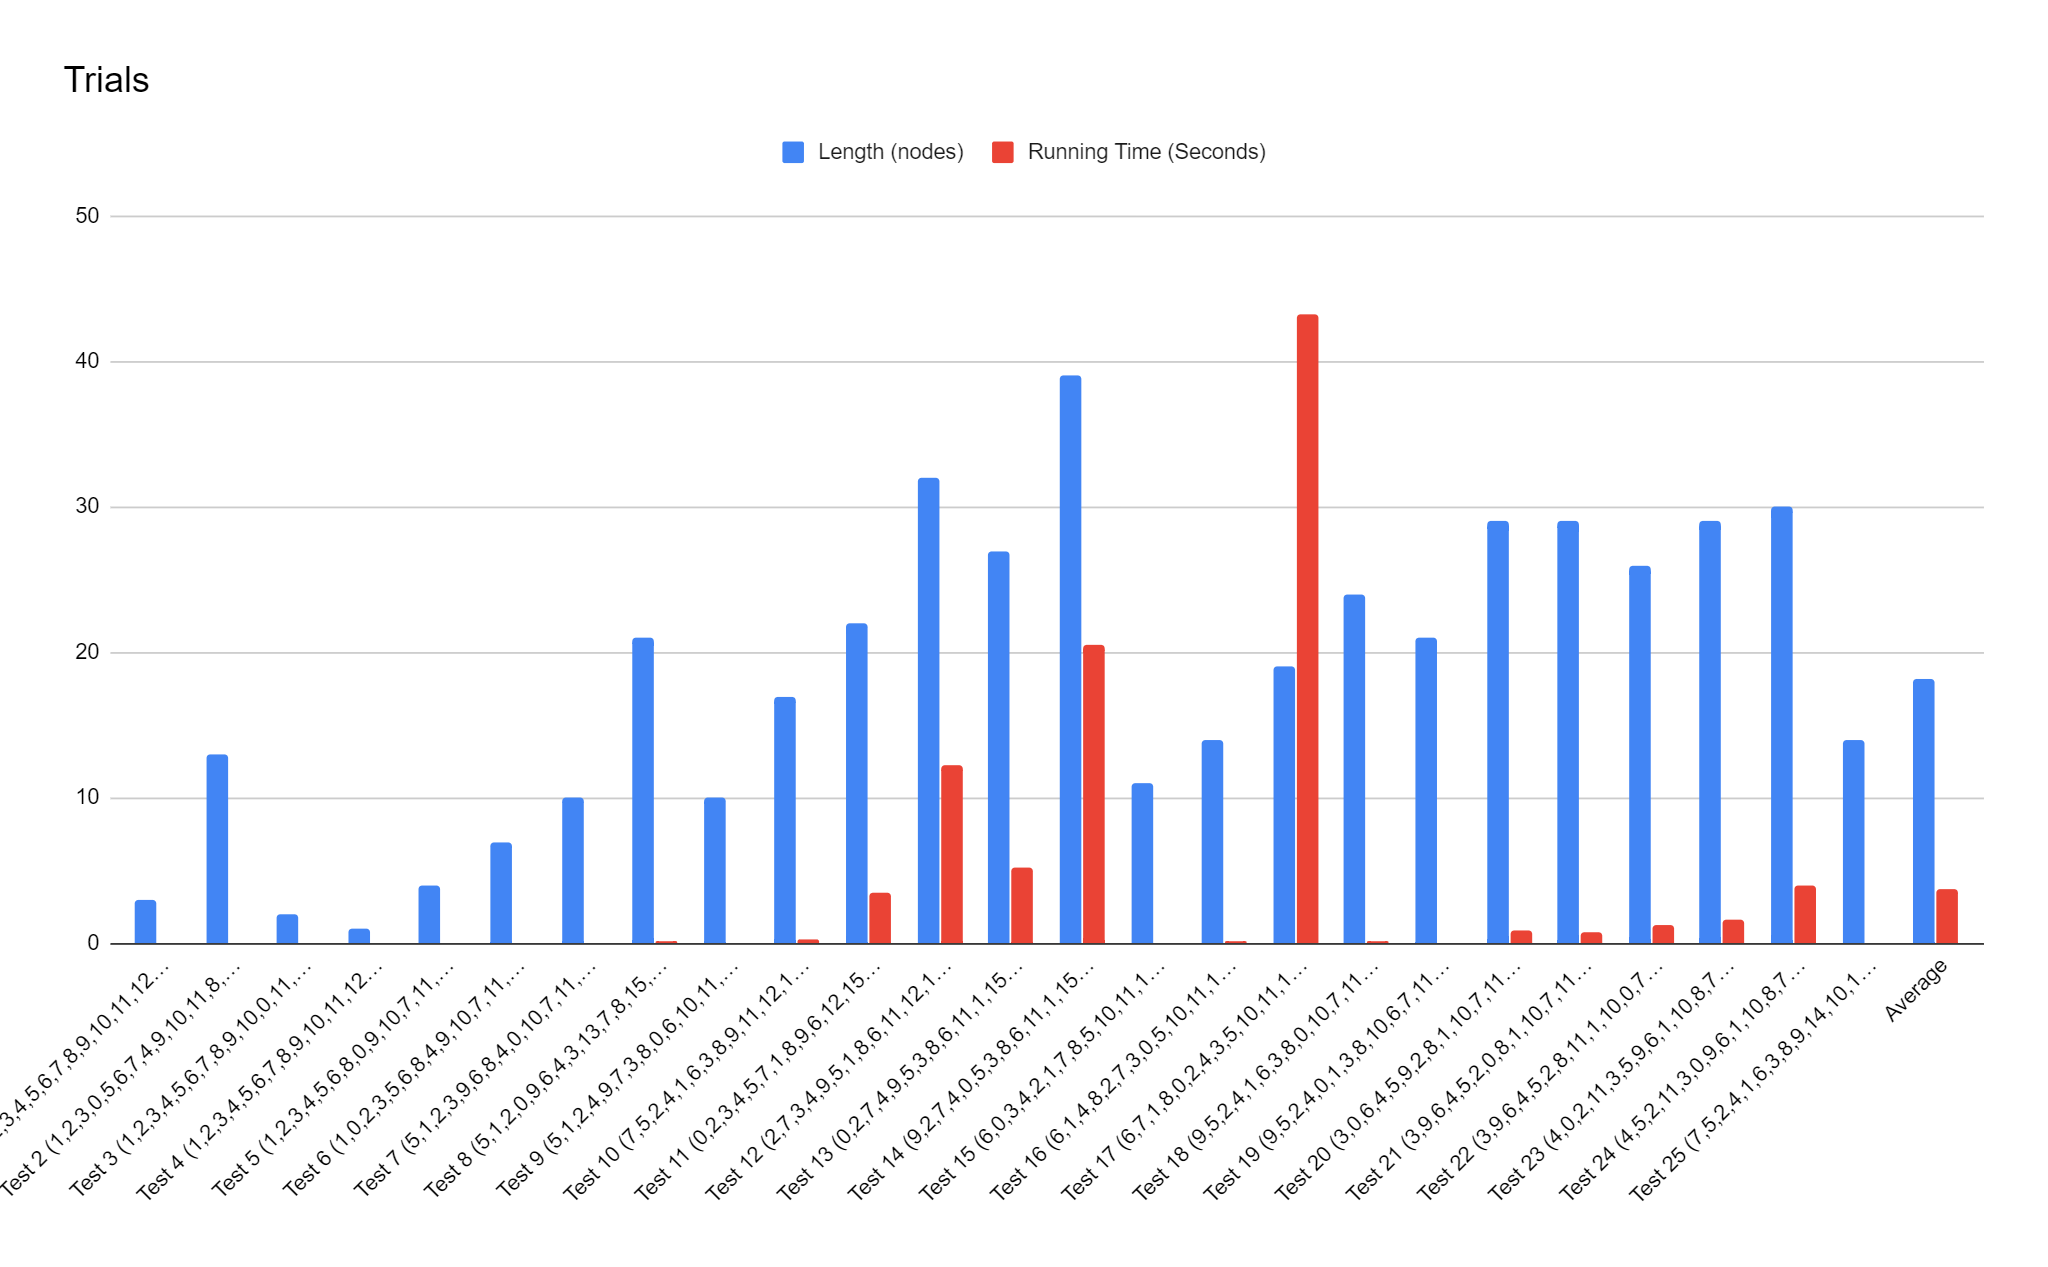 Trials
Length (nodes)
Running Time (Seconds)
50
40
30
20
10
0
,3,4,5,6,7,8,9,10,11,12…
Test 2 (1,2,3,0,5,6,7,4,9,10,11,8,…
Test 3 (1,2,3,4,5,6,7,8,9,10,0,11,…
Test 4 (1,2,3,4,5,6,7,8,9,10,11,12…
Test 5 (1,2,3,4,5,6,8,0,9,10,7,11,…
Test 6 (1,0,2,3,5,6,8,4,9,10,7,11,…
Test 7 (5,1,2,3,9,6,8,4,0,10,7,11,…
Test 8 (5,1,2,0,9,6,4,3,13,7,8,15,…
Test 9 (5,1,2,4,9,7,3,8,0,6,10,11,…
Test 10 (7,5,2,4,1,6,3,8,9,11,12,1…
Test 11 (0,2,3,4,5,7,1,8,9,6,12,15…
Test 12 (2,7,3,4,9,5,1,8,6,11,12,1…
Test 13 (0,2,7,4,9,5,3,8,6,11,1,15…
Test 14 (9,2,7,4,0,5,3,8,6,11,1,15…
Test 15 (6,0,3,4,2,1,7,8,5,10,11,1…
Test 16 (6,1,4,8,2,7,3,0,5,10,11,1…
Test 17 (6,7,1,8,0,2,4,3,5,10,11,1…
Test 18 (9,5,2,4,1,6,3,8,0,10,7,11…
Test 19 (9,5,2,4,0,1,3,8,10,6,7,11…
Test 20 (3,0,6,4,5,9,2,8,1,10,7,11…
Test 21 (3,9,6,4,5,2,0,8,1,10,7,11…
Test 22 (3,9,6,4,5,2,8,11,1,10,0,7…
Test 23 (4,0,2,11,3,5,9,6,1,10,8,7…
Test 24 (4,5,2,11,3,0,9,6,1,10,8,7…
Test 25 (7,5,2,4,1,6,3,8,9,14,10,1…
Average